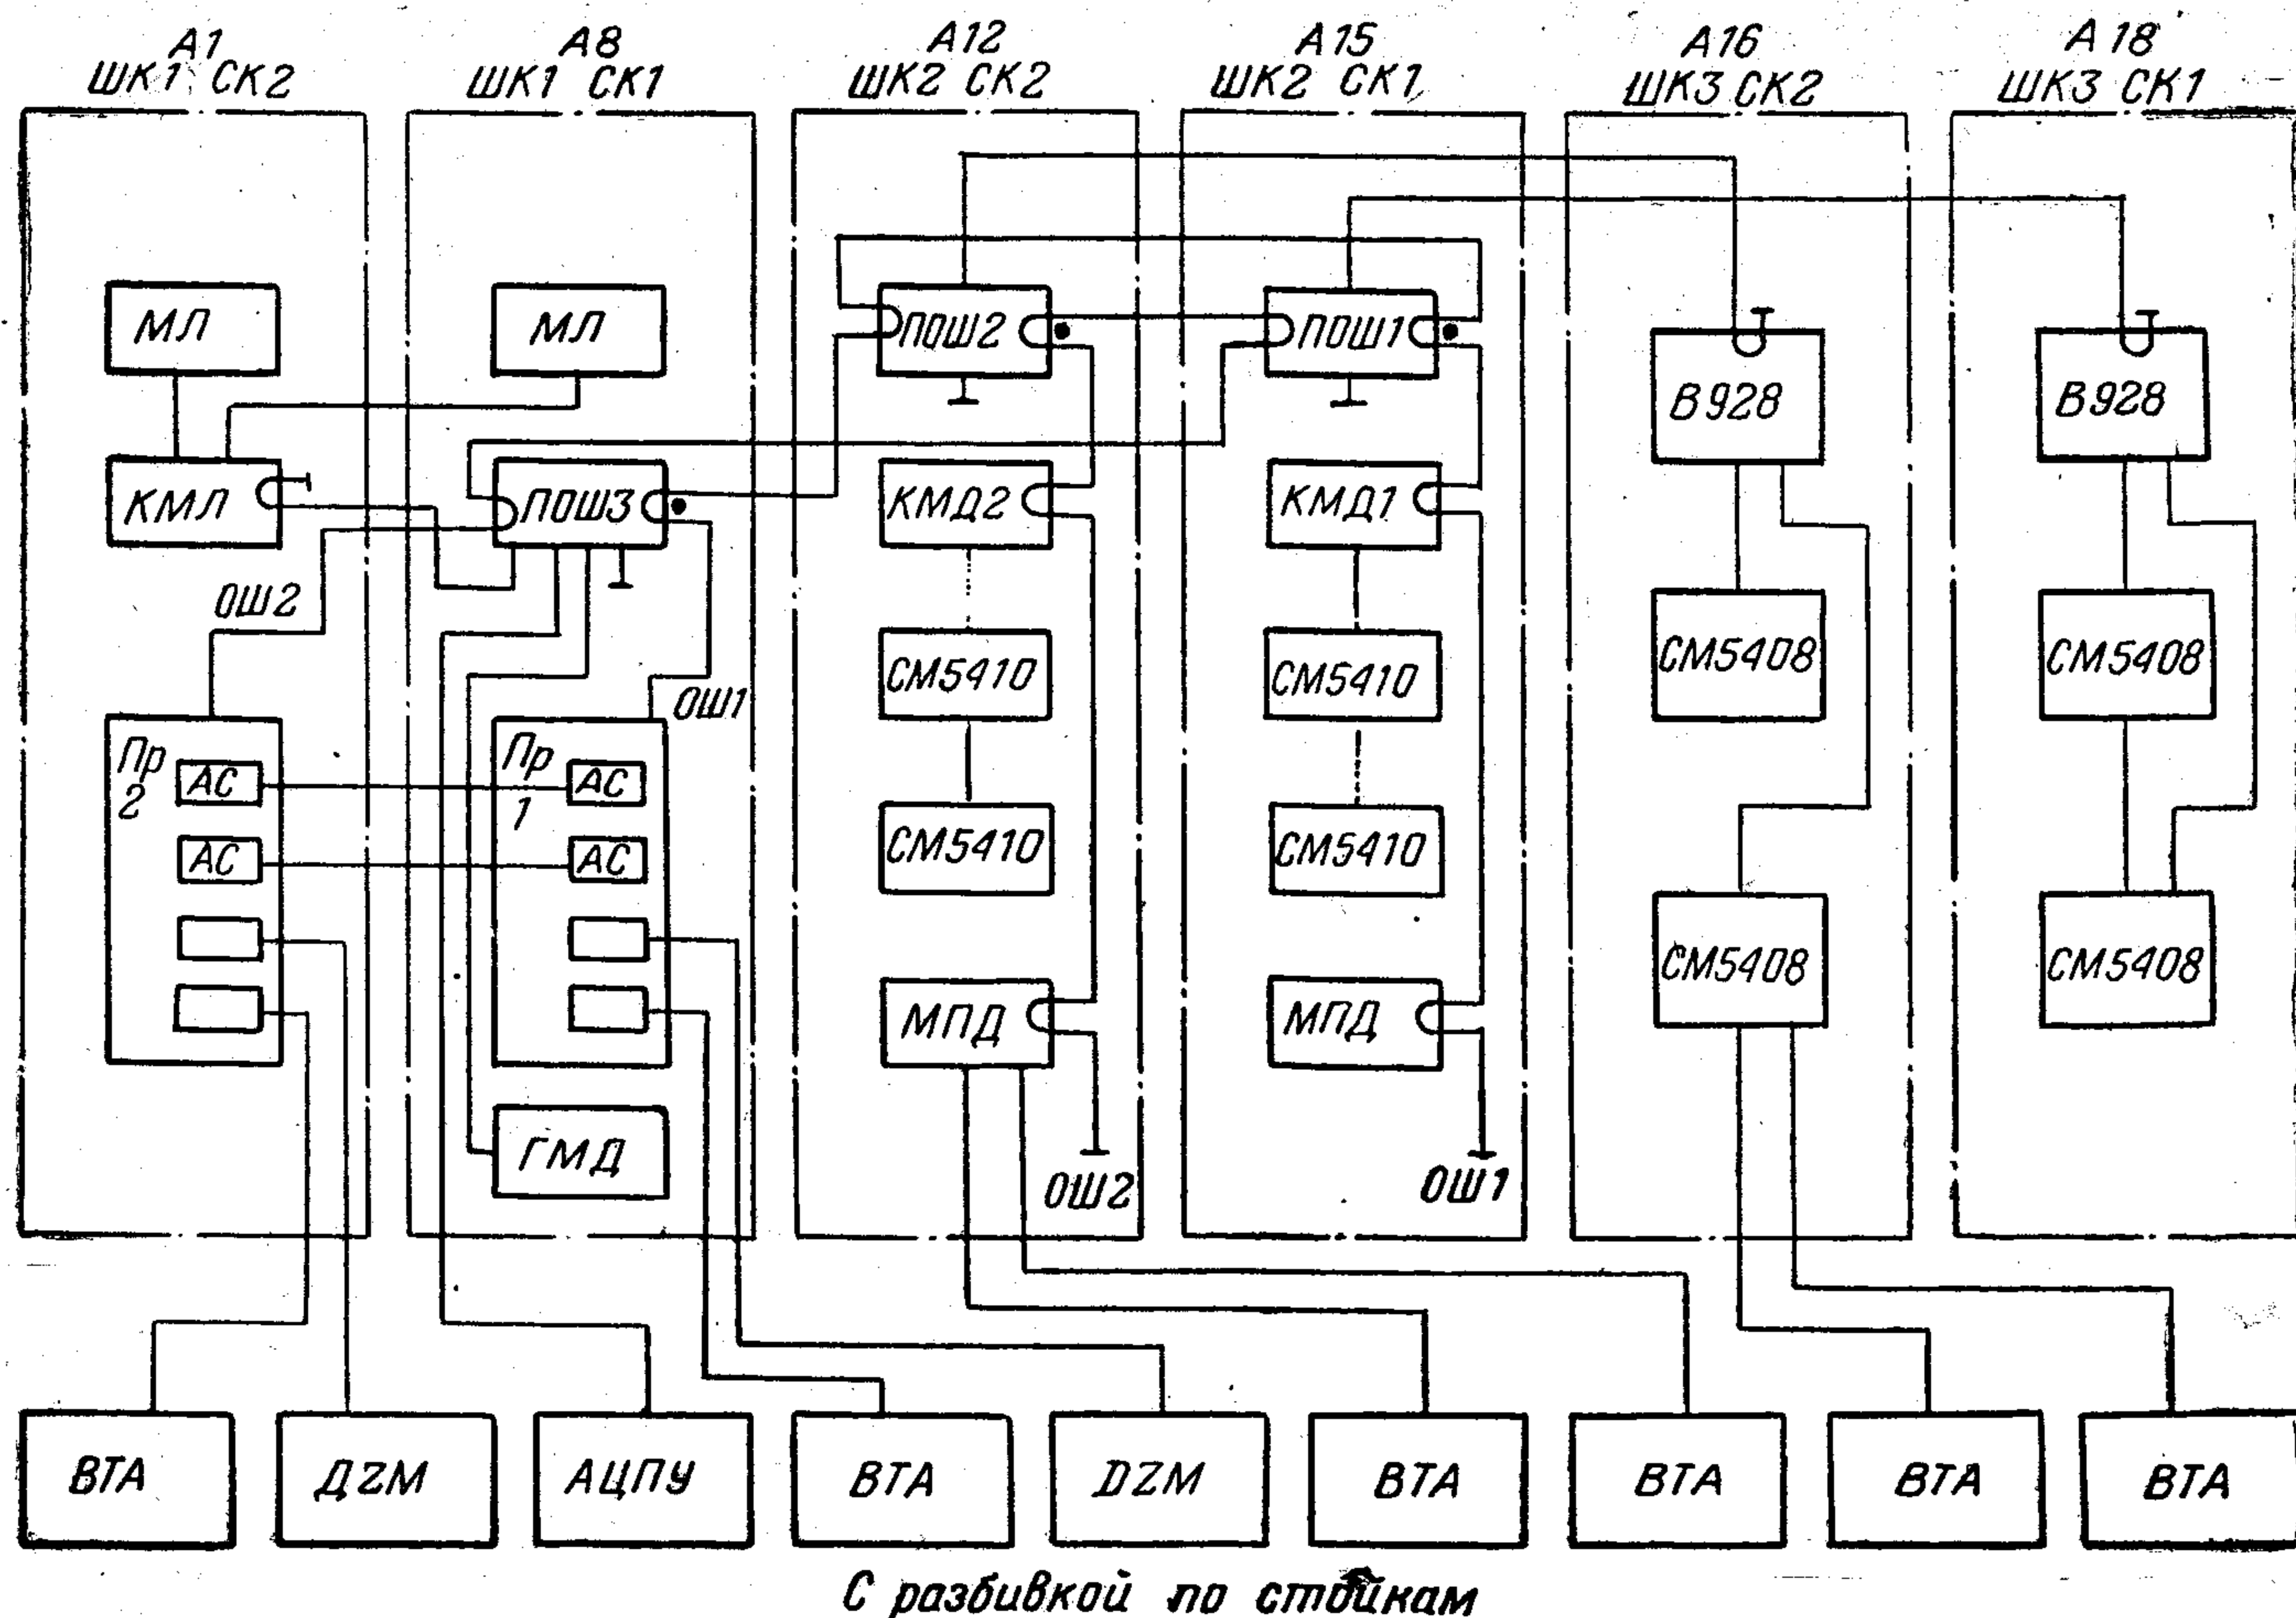 А1
ШК1 СК2
А8
ШК1 СК1
А12
ШК2 СК2
А15
ШК2 СК1
А16
ШК3 СК2
А18
ШК3 СК1
МЛ
МЛ
ПОШ2
ПОШ1
В928
В928
КМЛ
ПОШ3
КМД2
КМД1
ОШ2
ОШ1
СМ5410
СМ5410
СМ5408
СМ5408
Пр
2
АС
АС
Пр
1
АС
АС
СМ5410
СМ5410
СМ5408
СМ5408
МПД
МПД
ГМД
ОШ2
ОШ1
ВТА
ДZМ
АЦПУ
ВТА
DZM
ВТА
ВТА
ВТА
ВТА
С разбивкой по стойкам